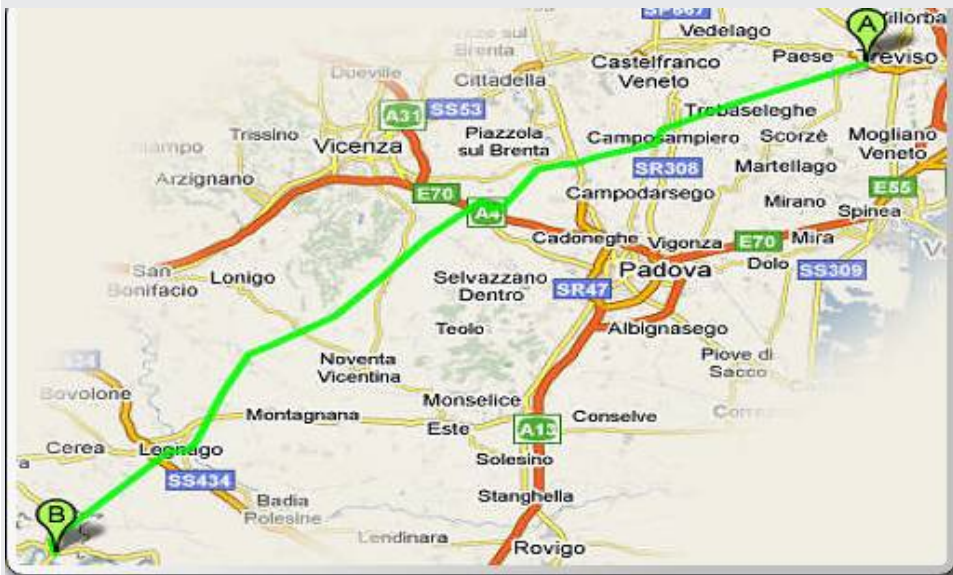 SP667
Villorba
A
Vedelago
Brenta
Paese
Treviso
Castelfranco
Veneto
Dueville
Cittadella
A31
SS53
Trebaseleghe
Trissino
Piazzola
sul Brenta
Camposampiero
Scorzè
Mogliano
Veneto
Vicenza
Martellago
SR308
Arzignano
E70
Campodarsego
E55
Mirano
Spinea
A4
Cadoneghe
Vigonza
E70
Mira
San
Bonifacio
Lonigo
Selvazzano
Dentro
SR47
Padova
Dolo
SS309
Teolo
Albignasego
Noventa
Vicentina
Piove di
Sacco
Bovolone
Monselice
Montagnana
Este
A13
Conselve
Cerea
Legnago
Solesino
SS434
Stanghella
Badia
Polesine
B
Lendinara
Rovigo